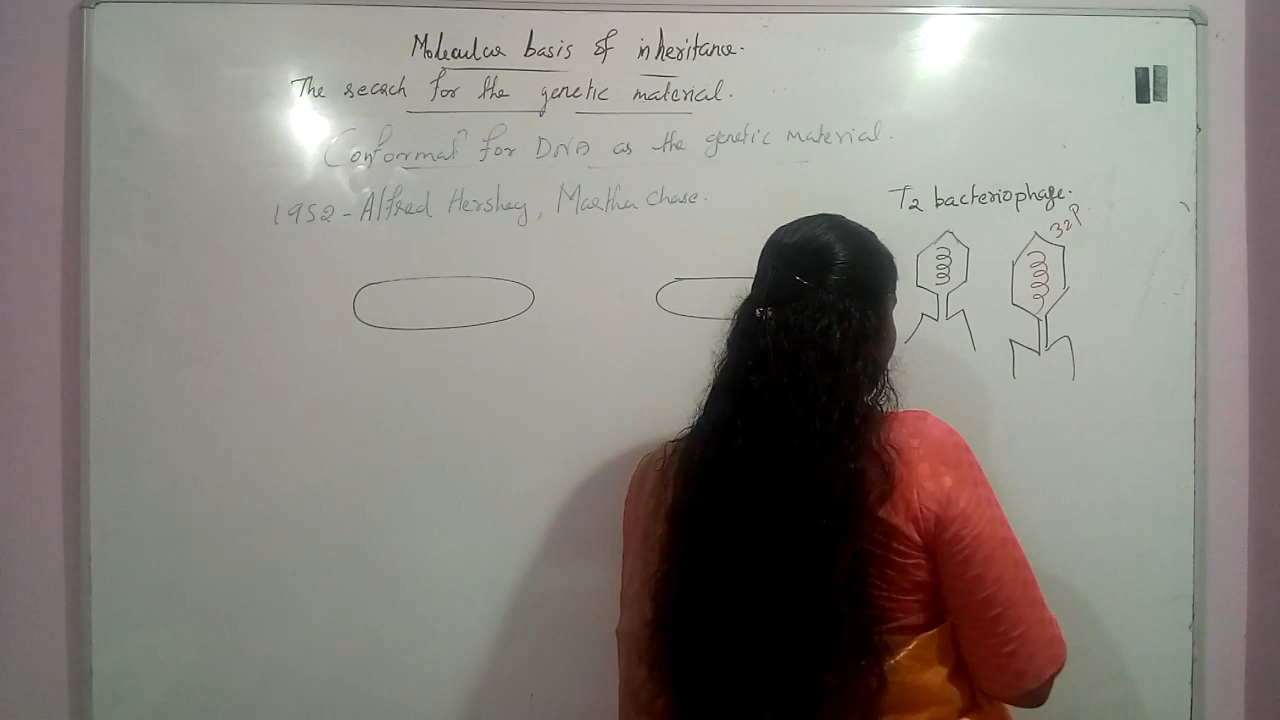 Molecular basis of inheritance.
The search for the genetic material.
Conformatⁿ for DNA as the genetic material.
1952 - Alfred Hershey, Martha Chase.
T2 bacteriophage.
32P